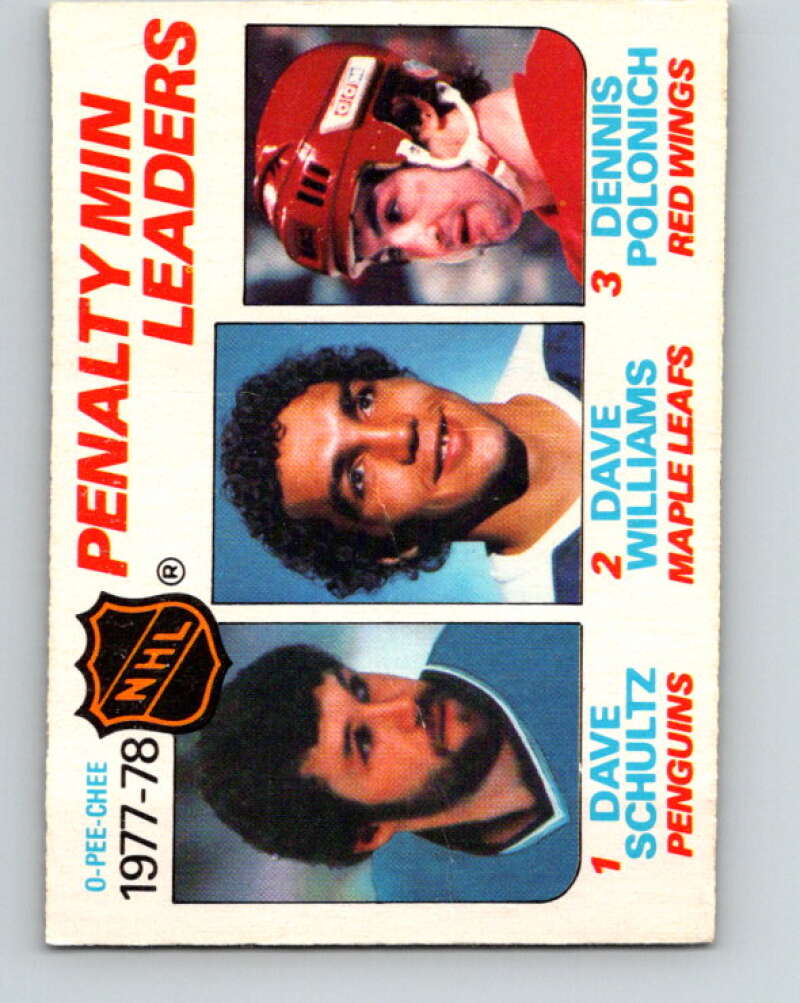 O-PEE-CHEE
1977-78
NHL
®
PENALTY MIN
LEADERS
1 DAVE
SCHULTZ
PENGUINS
2 DAVE
WILLIAMS
MAPLE LEAFS
3 DENNIS
POLONICH
RED WINGS